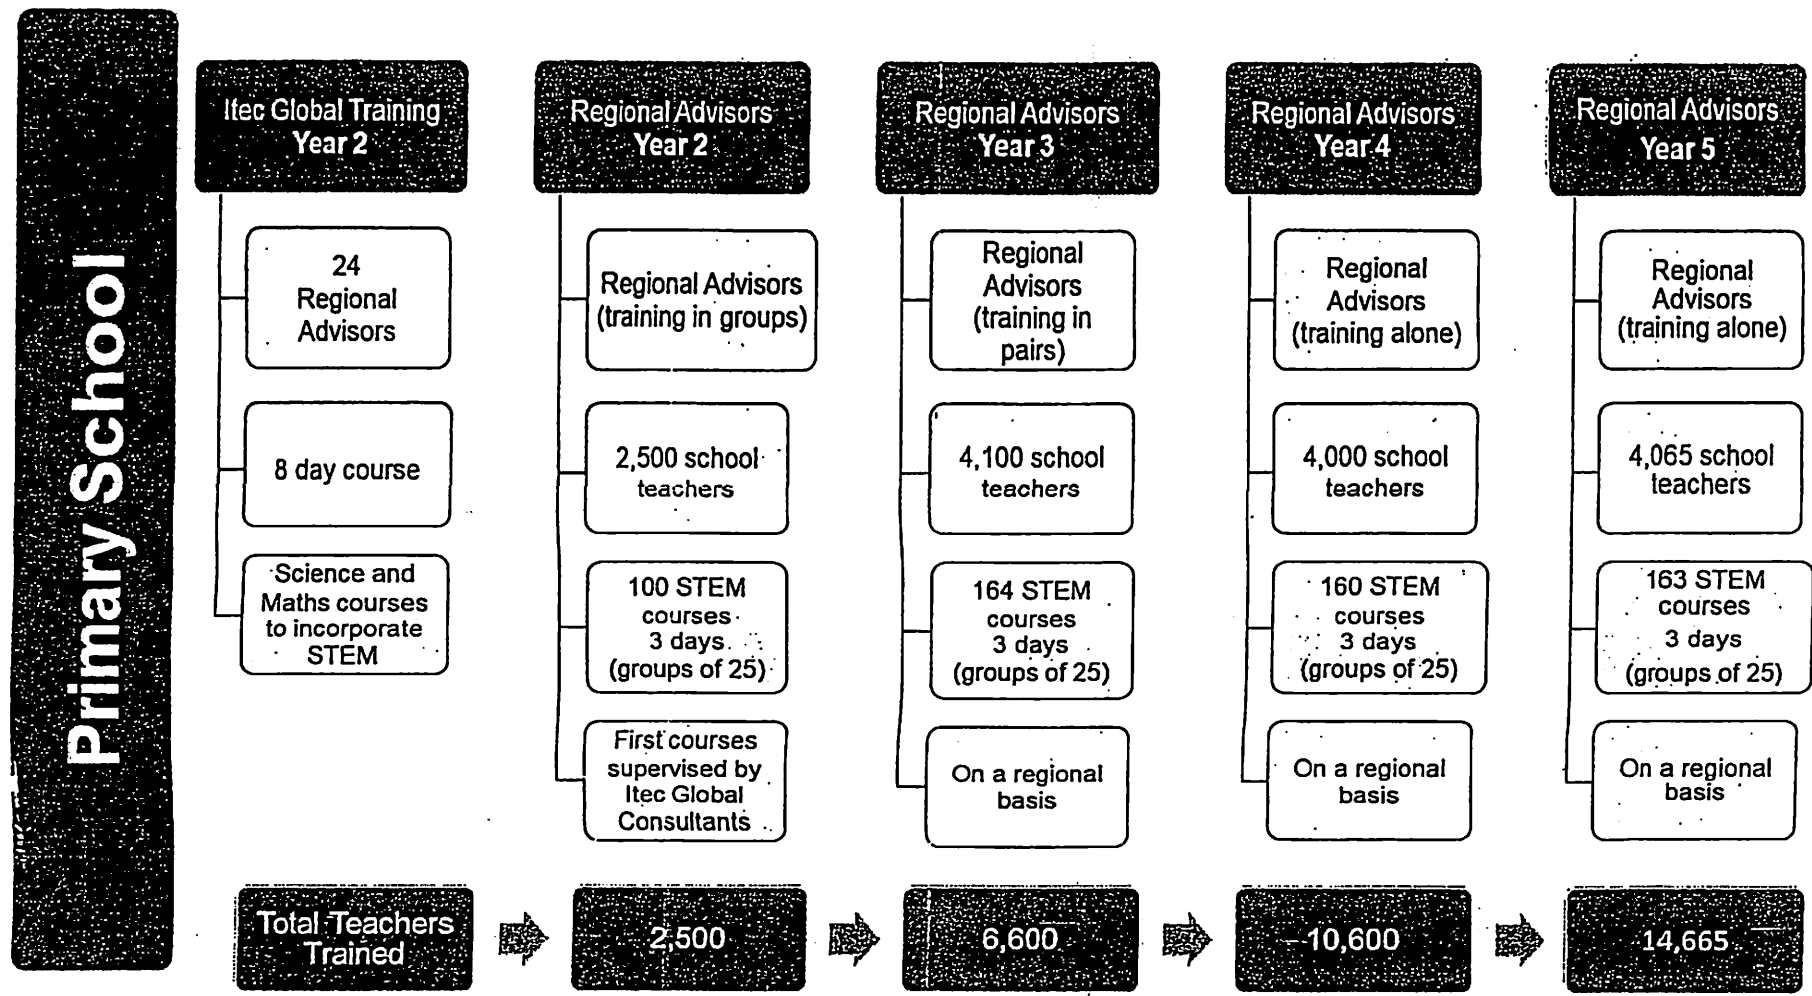 Primary School
Itec Global Training
Year 2
24
Regional
Advisors
8 day course
Science and
Maths courses
to incorporate
STEM
Regional Advisors
Year 2
Regional Advisors
(training in groups)
2,500 school
teachers
100 STEM
courses
3 days
(groups of 25)
First courses
supervised by
Itec Global
Consultants
Regional Advisors
Year 3
Regional
Advisors
(training in
pairs)
4,100 school
teachers
164 STEM
courses
3 days
(groups of 25)
On a regional
basis
Regional Advisors
Year 4
Regional
Advisors
(training alone)
4,000 school
teachers
160 STEM
courses
3 days
(groups of 25)
On a regional
basis
Regional Advisors
Year 5
Regional
Advisors
(training alone)
4,065 school
teachers
163 STEM
courses
3 days
(groups of 25)
On a regional
basis
Total Teachers
Trained
2,500
6,600
10,600
14,665